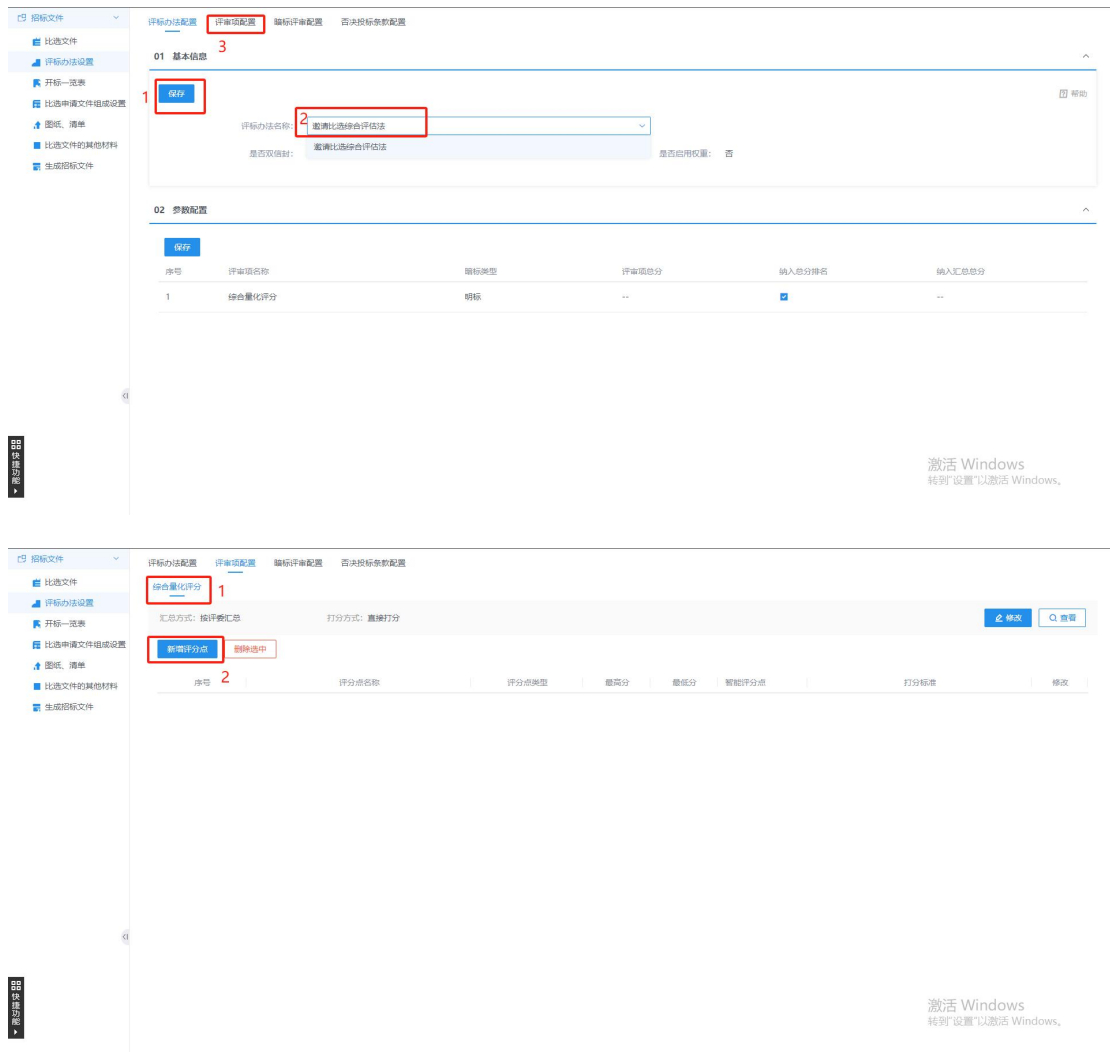 招标文件
比选文件
评标办法设置
开标一览表
比选申请文件组成设置
图纸、清单
比选文件的其他材料
生成招标文件
快捷功能
评标办法配置 评审项配置 暗标评审配置 否决投标条款配置
3
01 基本信息
1 保存 帮助
评标办法名称: 2 邀请比选综合评估法
邀请比选综合评估法
是否双信封: 是否启用权重: 否
02 参数配置
保存
序号 评审项名称 暗标类型 评审项总分 纳入总分排名 纳入汇总总分
1 综合量化评分 明标 -- --
激活 Windows
转到"设置"以激活 Windows。
招标文件
比选文件
评标办法设置
开标一览表
比选申请文件组成设置
图纸、清单
比选文件的其他材料
生成招标文件
快捷功能
评标办法配置 评审项配置 暗标评审配置 否决投标条款配置
综合量化评分 1
汇总方式: 按评委汇总 打分方式: 直接打分 修改 查看
新增评分点 删除选中
2
序号 评分点名称 评分点类型 最高分 最低分 智能评分点 打分标准 修改
激活 Windows
转到"设置"以激活 Windows。